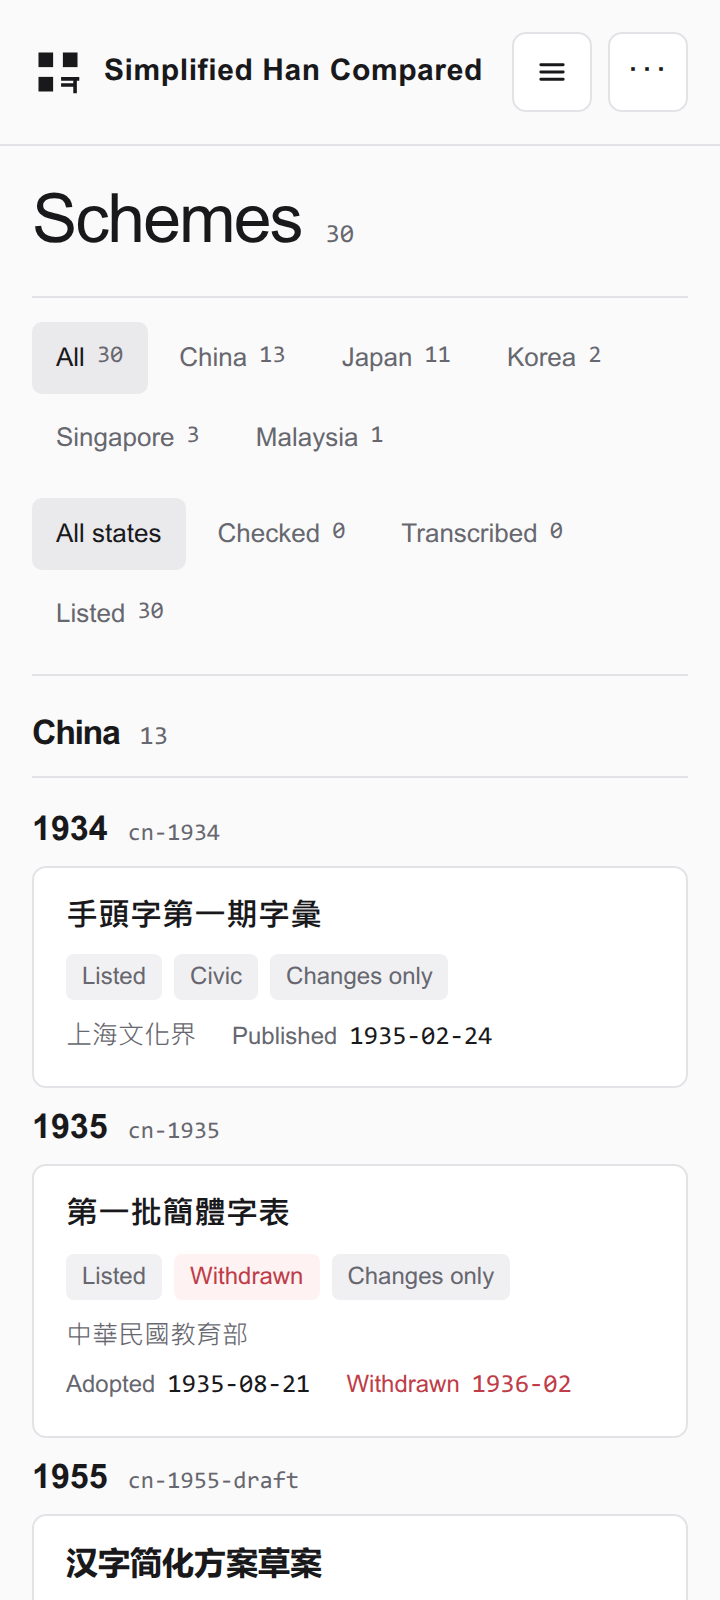 Simplified Han Compared
Schemes 30
All 30 China 13 Japan 11 Korea 2
Singapore 3 Malaysia 1
All states Checked 0 Transcribed 0
Listed 30
China 13
1934 cn-1934
手頭字第一期字彙
Listed Civic Changes only
上海文化界 Published 1935-02-24
1935 cn-1935
第一批簡體字表
Listed Withdrawn Changes only
中華民國教育部
Adopted 1935-08-21 Withdrawn 1936-02
1955 cn-1955-draft
汉字简化方案草案